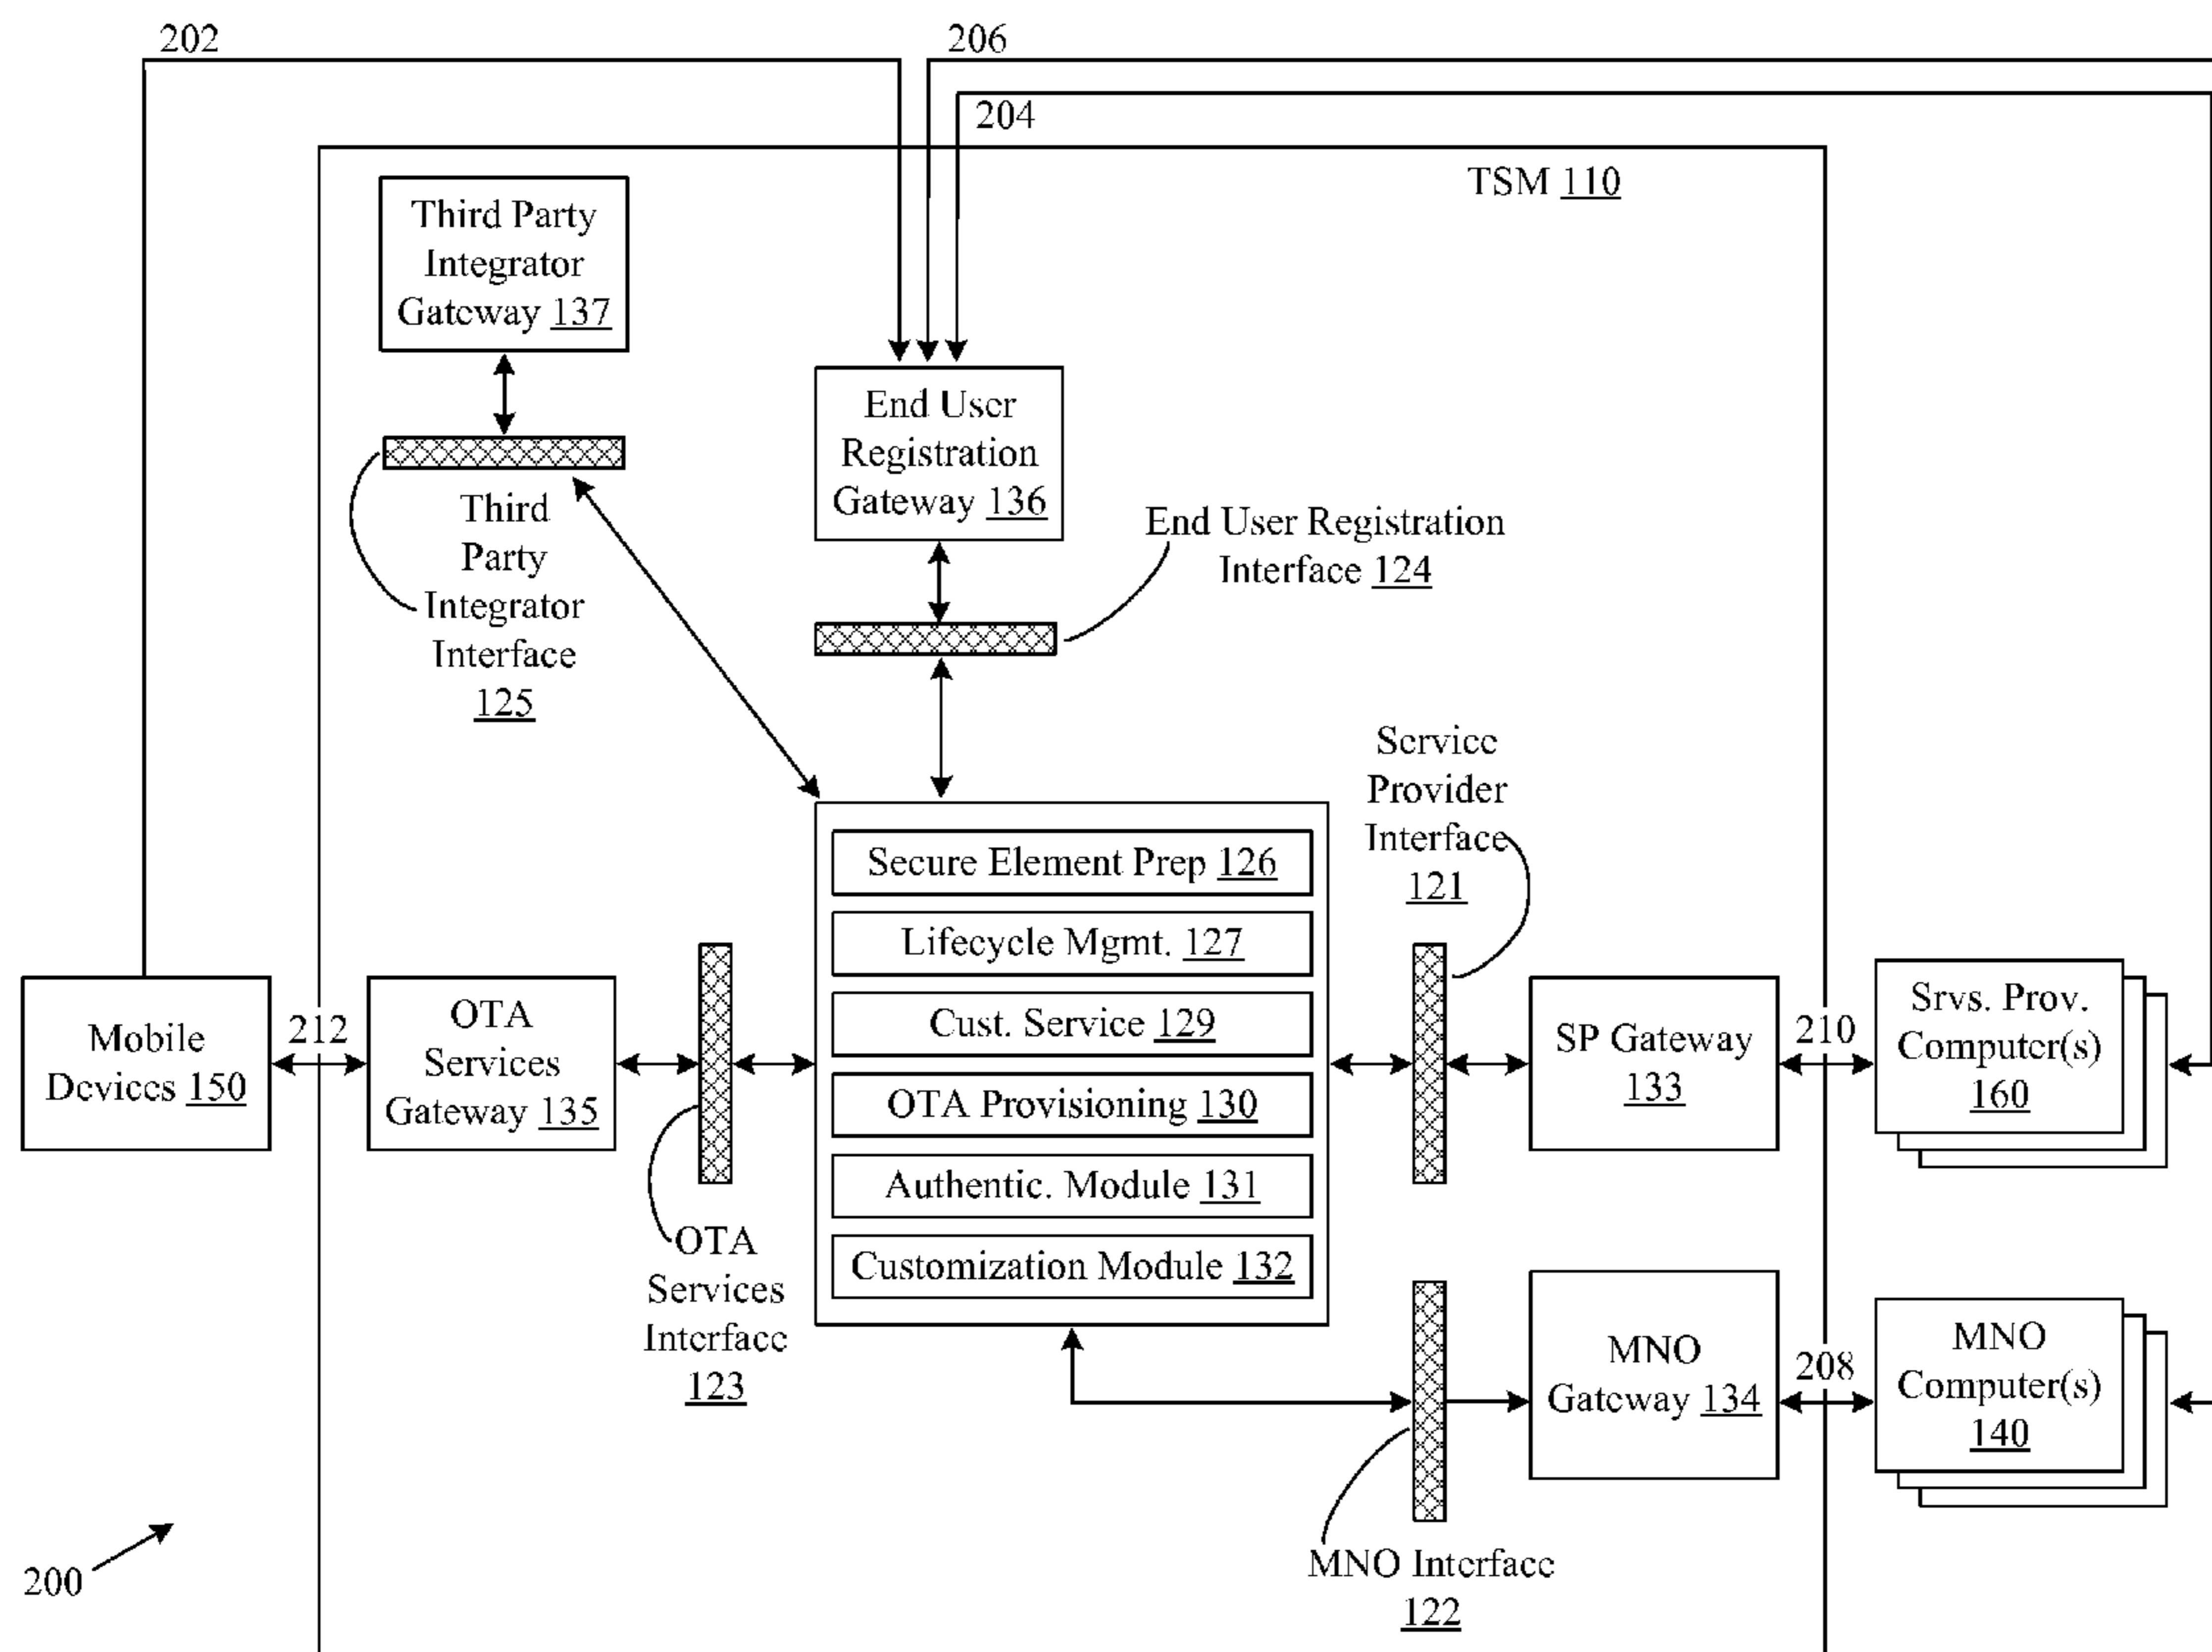 202
206
204
TSM 110
Third Party
Integrator
Gateway 137
End User
Registration
Gateway 136
Third
Party
Integrator
Interface
125
End User Registration
Interface 124
Service
Provider
Interface
121
Secure Element Prep 126
Lifecycle Mgmt. 127
Cust. Service 129
OTA Provisioning 130
Authentic. Module 131
Customization Module 132
Mobile
Devices 150
212
OTA
Services
Gateway 135
OTA
Services
Interface
123
SP Gateway
133
210
Srvs. Prov.
Computer(s)
160
MNO
Gateway 134
208
MNO
Computer(s)
140
MNO Interface
122
200